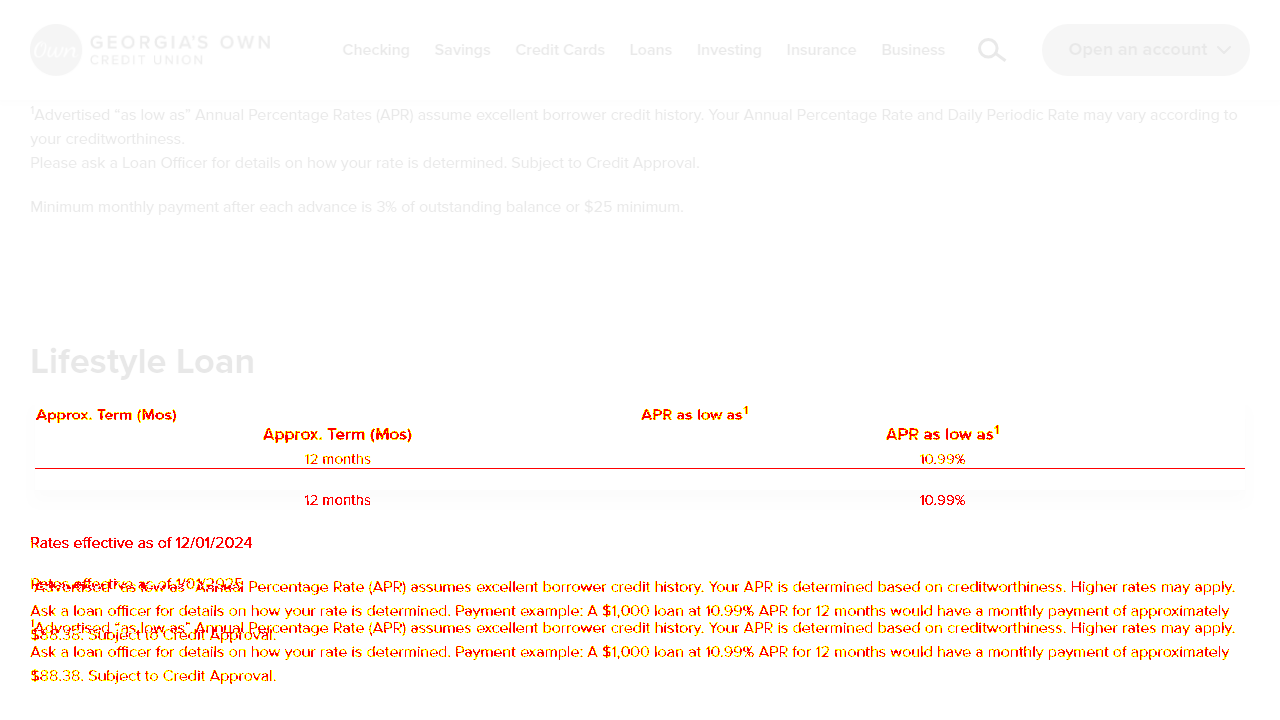 Own GEORGIA'S OWN
CREDIT UNION
Checking Savings Credit Cards Loans Investing Insurance Business Open an account
1Advertised “as low as” Annual Percentage Rates (APR) assume excellent borrower credit history. Your Annual Percentage Rate and Daily Periodic Rate may vary according to
your creditworthiness.
Please ask a Loan Officer for details on how your rate is determined. Subject to Credit Approval.
Minimum monthly payment after each advance is 3% of outstanding balance or $25 minimum.
Lifestyle Loan
Approx. Term (Mos) APR as low as1
Approx. Term (Mos) APR as low as1
12 months 10.99%
12 months 10.99%
Rates effective as of 12/01/2024
Rates effective as of 1/01/2025
1Advertised “as low as” Annual Percentage Rate (APR) assumes excellent borrower credit history. Your APR is determined based on creditworthiness. Higher rates may apply.
Ask a loan officer for details on how your rate is determined. Payment example: A $1,000 loan at 10.99% APR for 12 months would have a monthly payment of approximately
1Advertised “as low as” Annual Percentage Rate (APR) assumes excellent borrower credit history. Your APR is determined based on creditworthiness. Higher rates may apply.
$88.38. Subject to Credit Approval.
Ask a loan officer for details on how your rate is determined. Payment example: A $1,000 loan at 10.99% APR for 12 months would have a monthly payment of approximately
$88.38. Subject to Credit Approval.